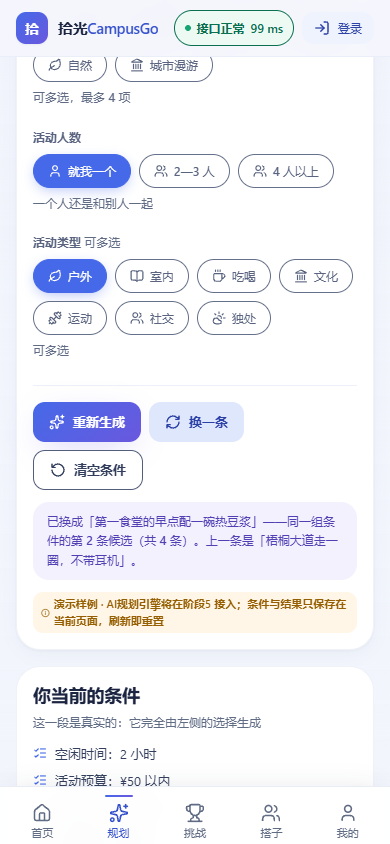 拾 拾光CampusGo 接口正常 99 ms 登录
自然 城市漫游
可多选，最多 4 项
活动人数
就我一个 2—3 人 4 人以上
一个人还是和别人一起
活动类型 可多选
户外 室内 吃喝 文化
运动 社交 独处
可多选
重新生成 换一条
清空条件
已换成「第一食堂的早点配一碗热豆浆」——同一组条
件的第 2 条候选（共 4 条）。上一条是「梧桐大道走一
圈，不带耳机」。
演示样例 · AI规划引擎将在阶段5 接入；条件与结果只保存在
当前页面，刷新即重置
你当前的条件
这一段是真实的：它完全由左侧的选择生成
空闲时间：2 小时
活动预算：¥50 以内
首页 规划 挑战 搭子 我的